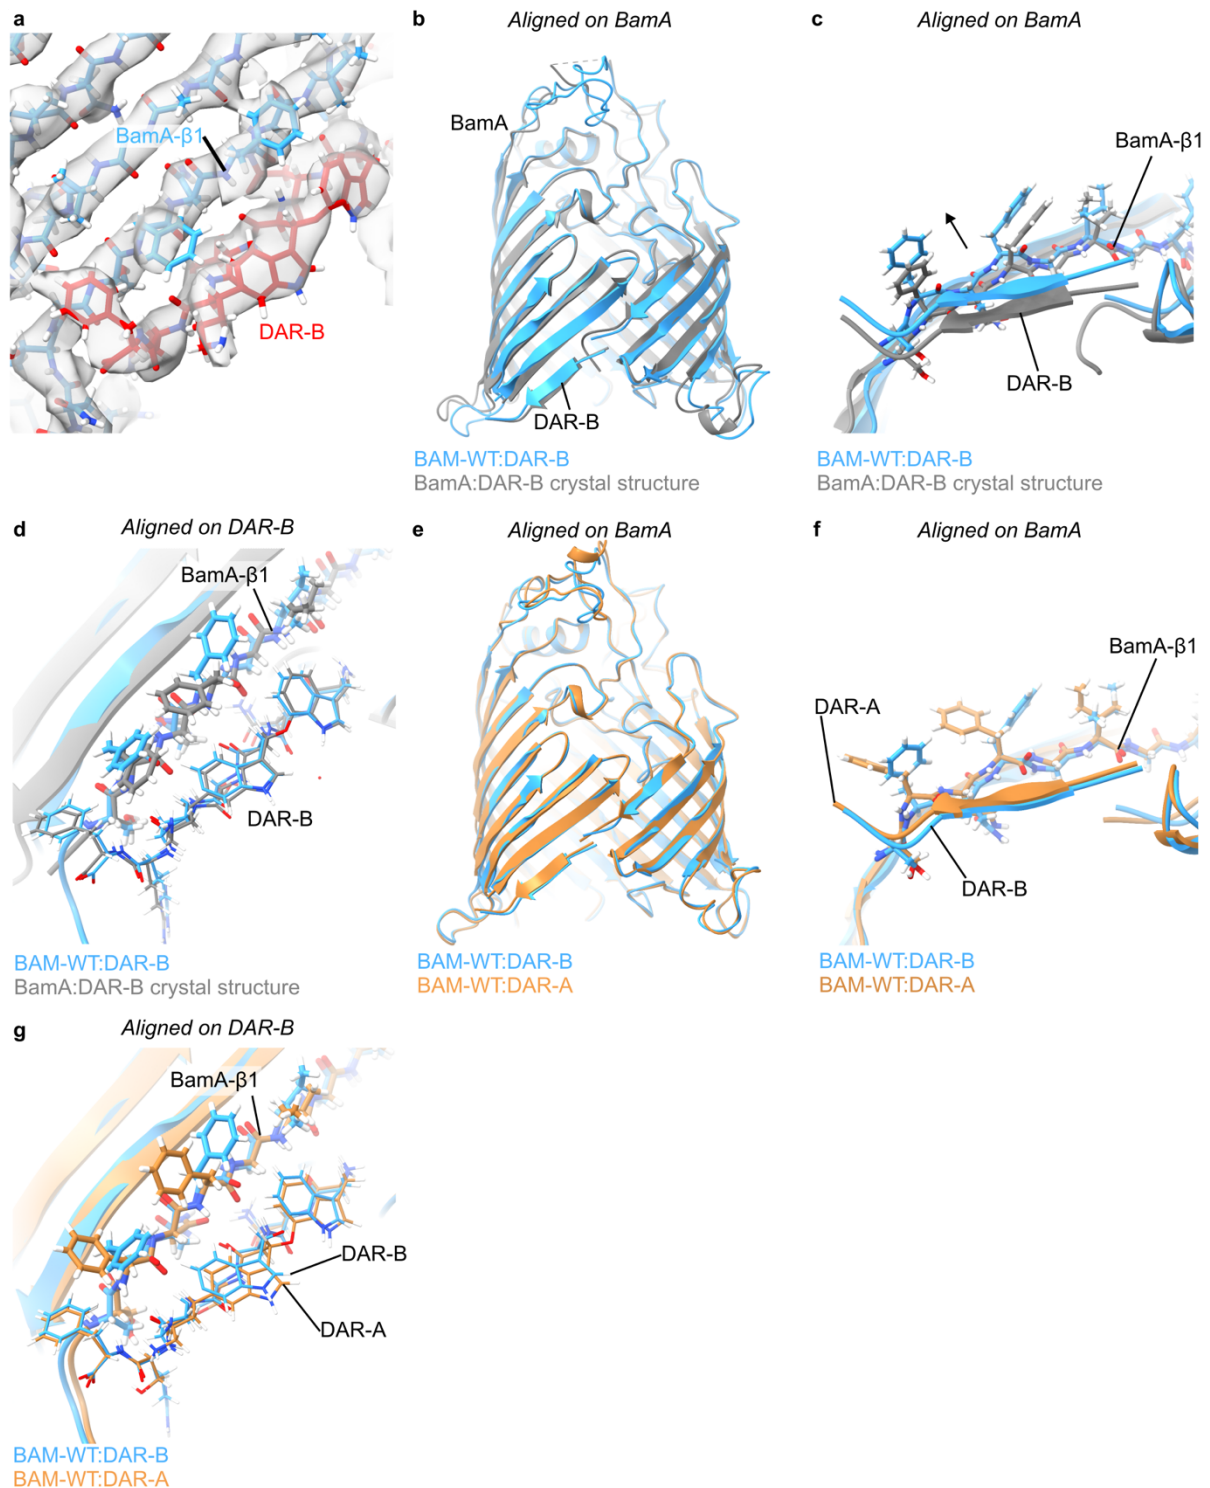 a
BamA-β1
DAR-B
b
Aligned on BamA
BamA
DAR-B
BAM-WT:DAR-B
BamA:DAR-B crystal structure
c
Aligned on BamA
BamA-β1
DAR-B
BAM-WT:DAR-B
BamA:DAR-B crystal structure
d
Aligned on DAR-B
BamA-β1
DAR-B
BAM-WT:DAR-B
BamA:DAR-B crystal structure
e
Aligned on BamA
BAM-WT:DAR-B
BAM-WT:DAR-A
f
Aligned on BamA
BamA-β1
DAR-A
DAR-B
BAM-WT:DAR-B
BAM-WT:DAR-A
g
Aligned on DAR-B
BamA-β1
DAR-B
DAR-A
BAM-WT:DAR-B
BAM-WT:DAR-A